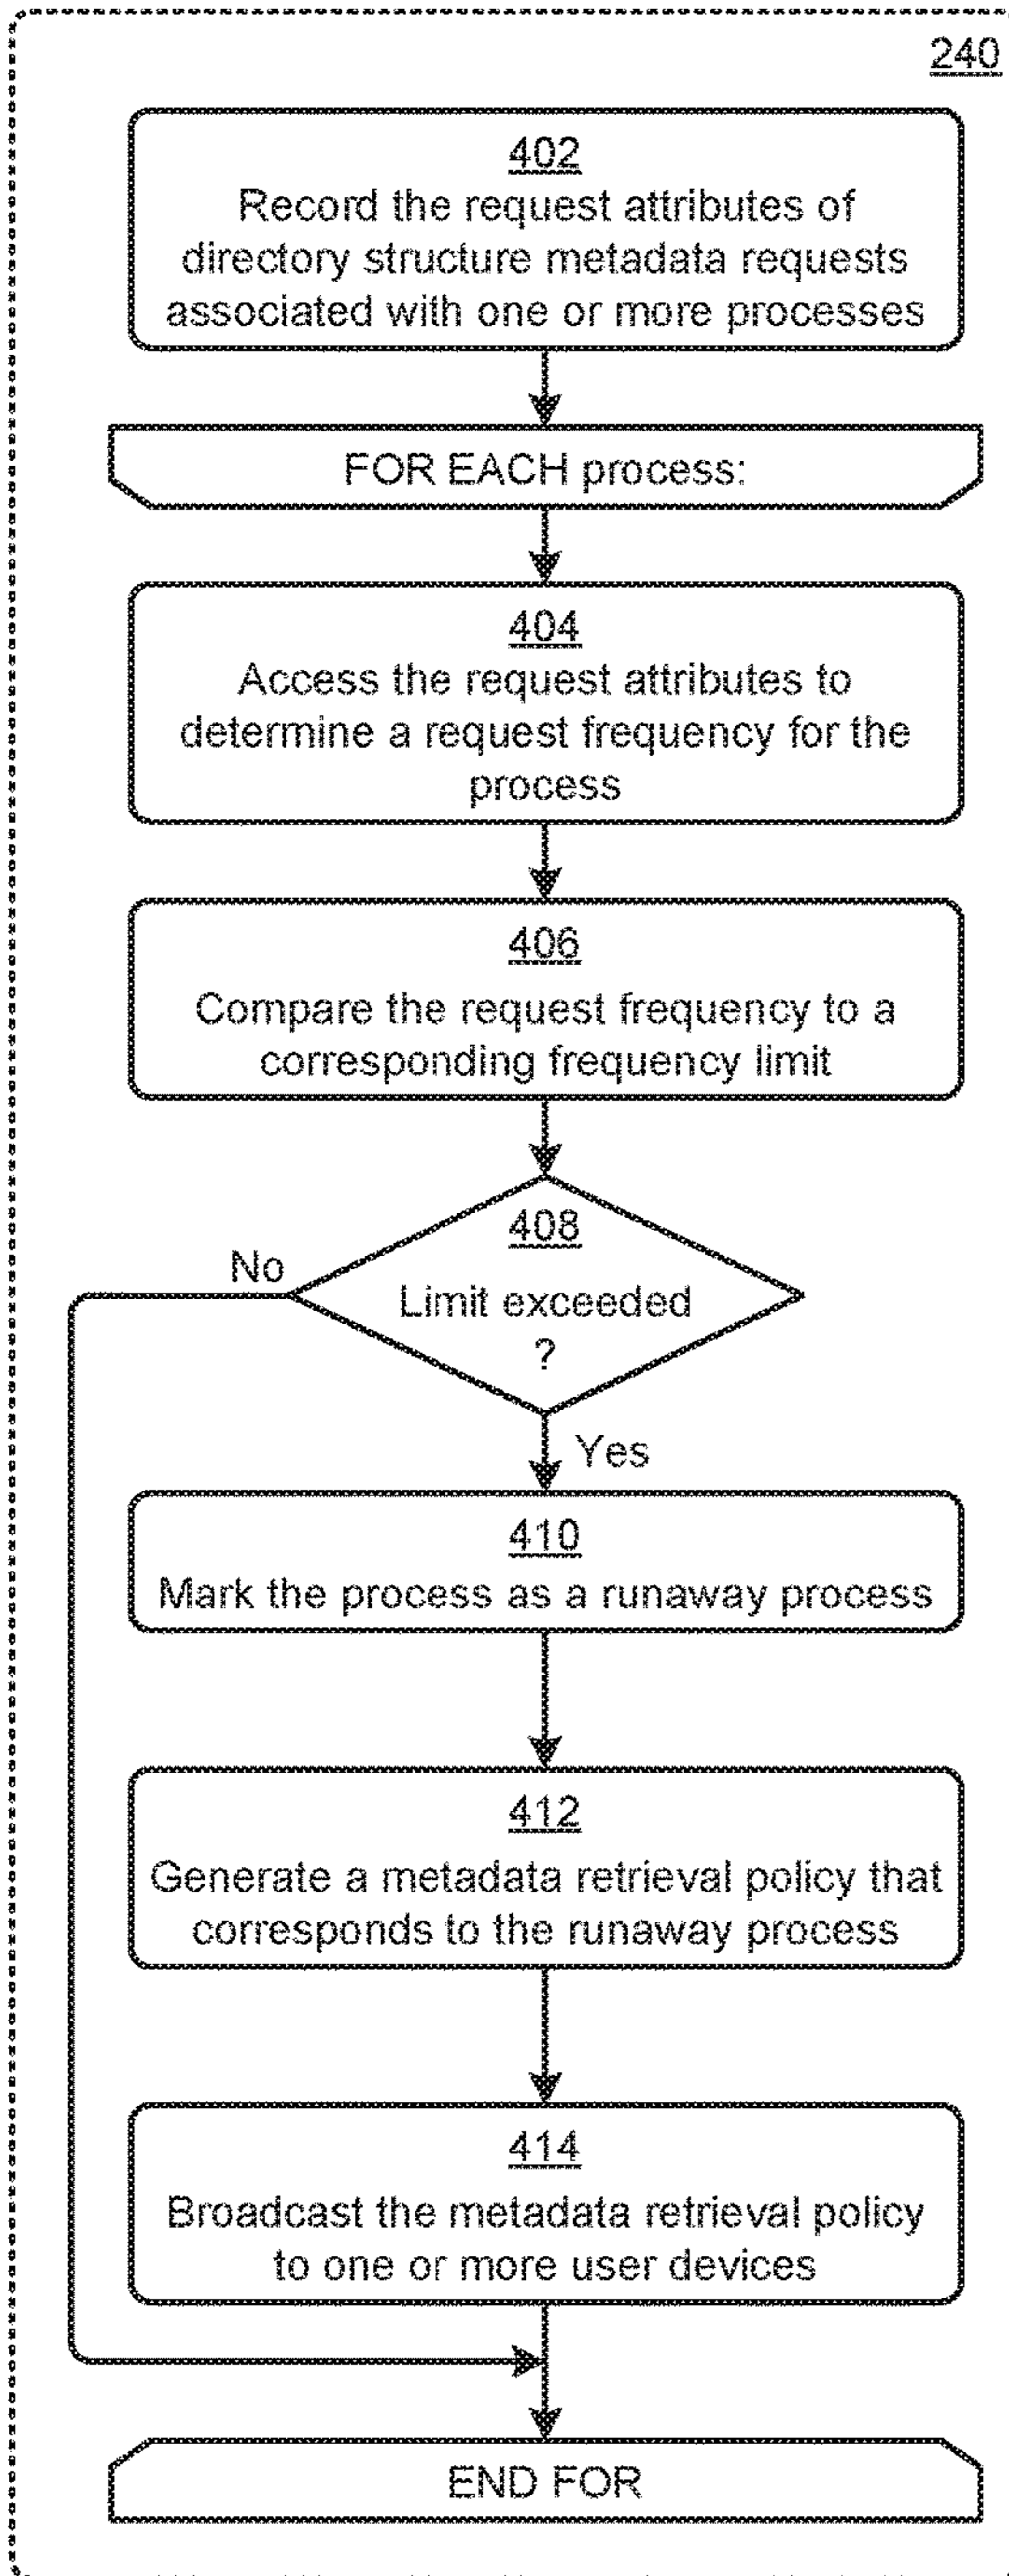 240
402
Record the request attributes of
directory structure metadata requests
associated with one or more processes
FOR EACH process:
404
Access the request attributes to
determine a request frequency for the
process
406
Compare the request frequency to a
corresponding frequency limit
408
No
Limit exceeded
?
Yes
410
Mark the process as a runaway process
412
Generate a metadata retrieval policy that
corresponds to the runaway process
414
Broadcast the metadata retrieval policy
to one or more user devices
END FOR